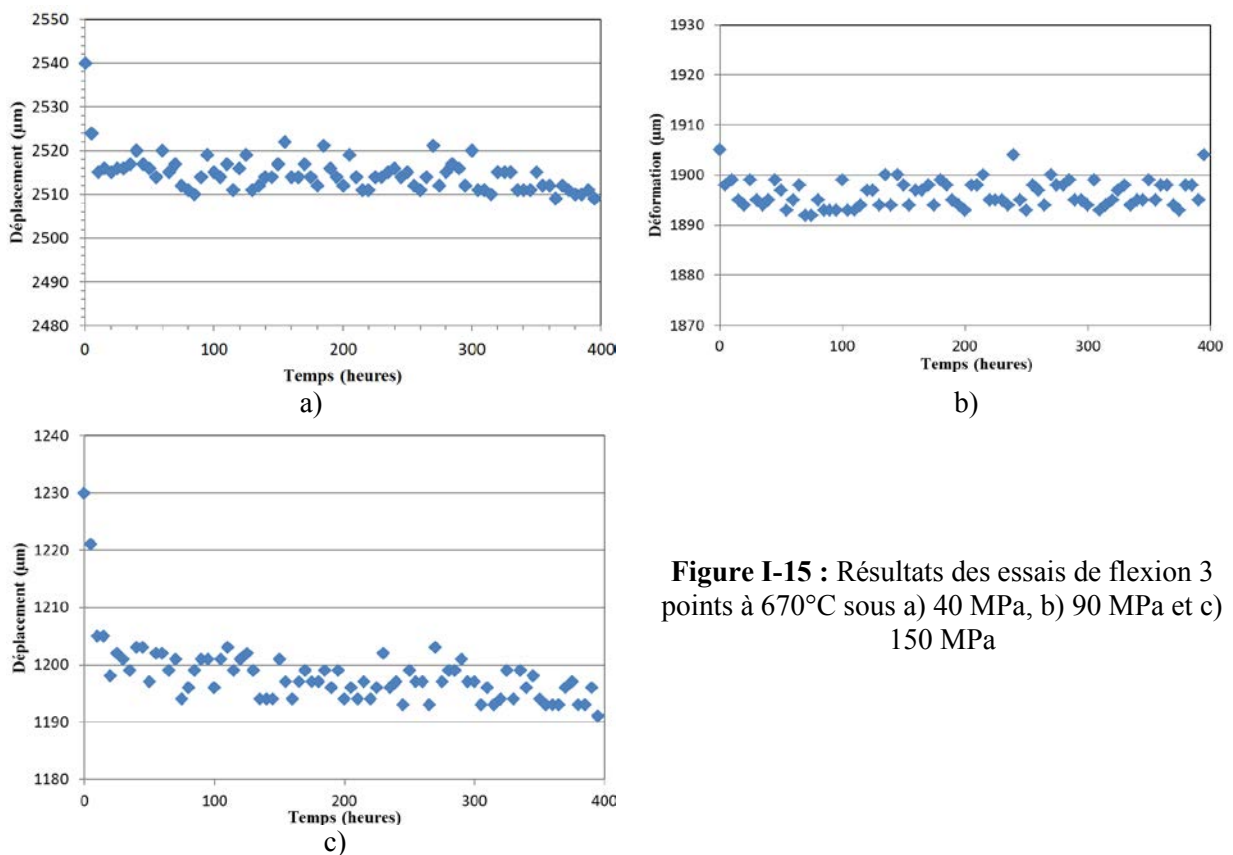 2550
2540
2530
2520
2510
2500
2490
2480
Déplacement (µm)
0 100 200 300 400
Temps (heures)
a)
1930
1920
1910
1900
1890
1880
1870
Déformation (µm)
0 100 200 300 400
Temps (heures)
b)
1240
1230
1220
1210
1200
1190
1180
Déplacement (µm)
0 100 200 300 400
Temps (heures)
c)
Figure I-15 : Résultats des essais de flexion 3
points à 670°C sous a) 40 MPa, b) 90 MPa et c)
150 MPa